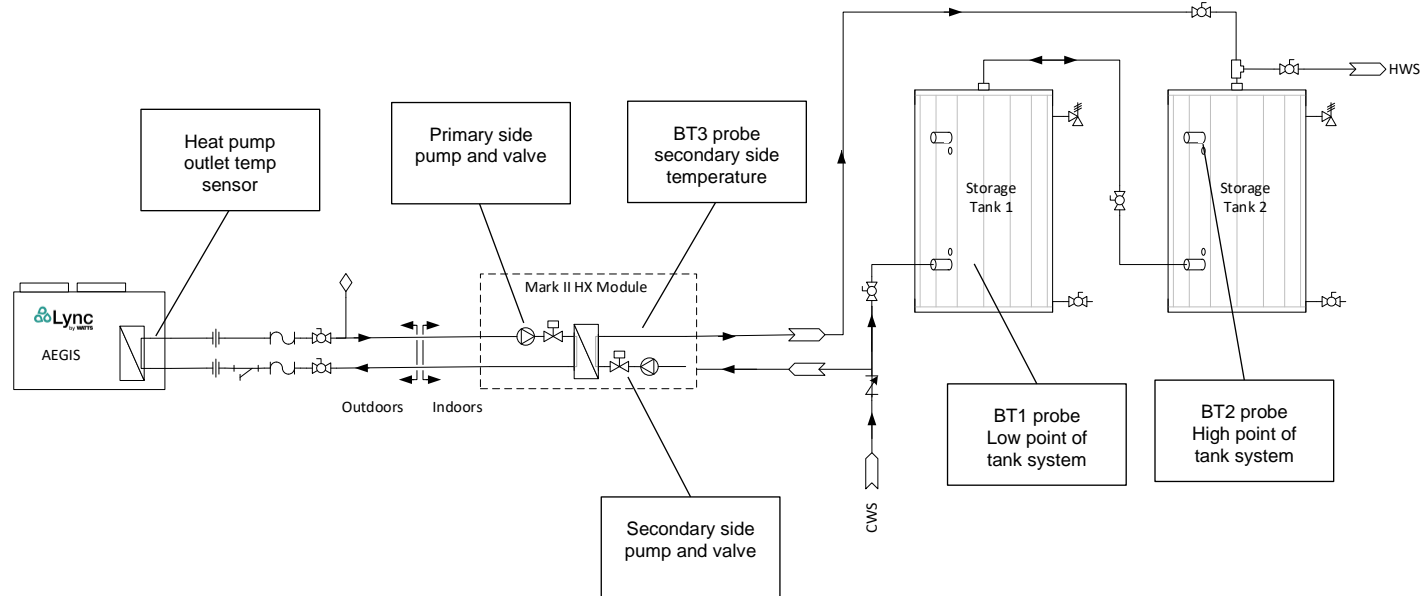 HWS
Heat pump
outlet temp
sensor
Primary side
pump and valve
BT3 probe
secondary side
temperature
Storage
Tank 1
Storage
Tank 2
Mark II HX Module
Lync
by WATTS
AEGIS
Outdoors
Indoors
BT1 probe
Low point of
tank system
BT2 probe
High point of
tank system
CWS
Secondary side
pump and valve